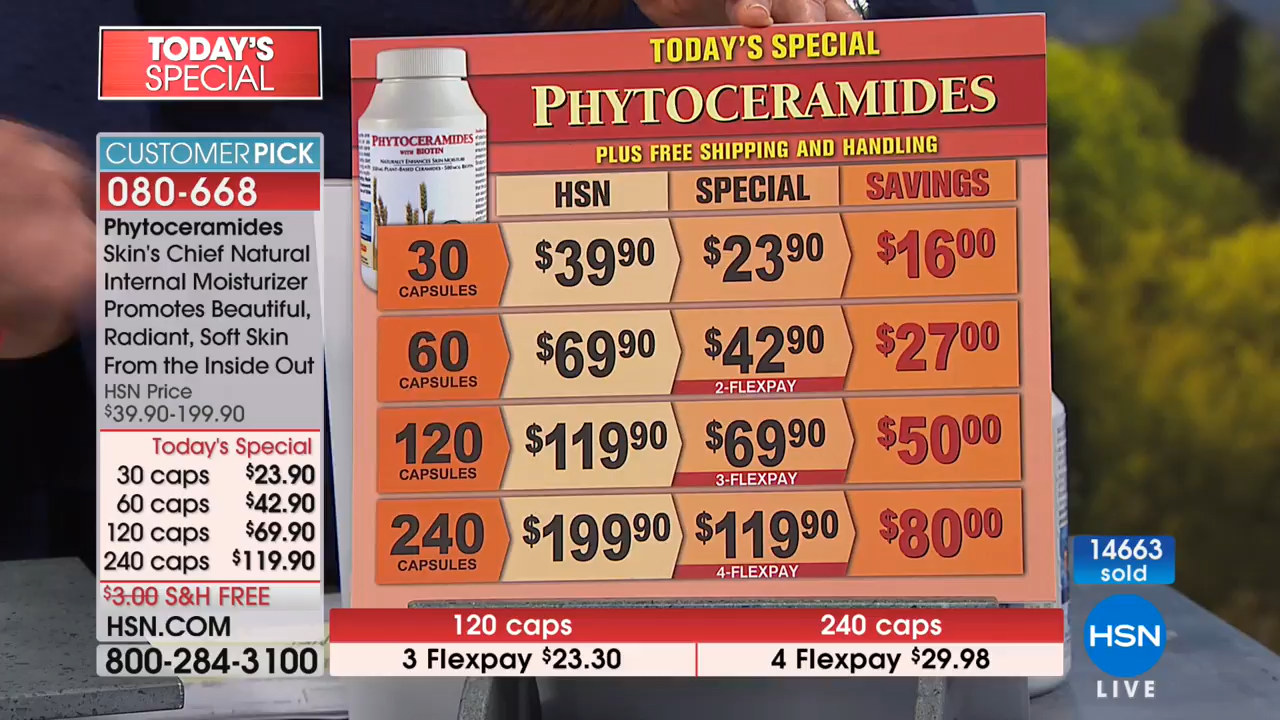 TODAY'S
SPECIAL
CUSTOMER PICK
080-668
Phytoceramides
Skin's Chief Natural
Internal Moisturizer
Promotes Beautiful,
Radiant, Soft Skin
From the Inside Out
HSN Price
$39.90-199.90
Today's Special
30 caps $23.90
60 caps $42.90
120 caps $69.90
240 caps $119.90
$3.00 S&H FREE
HSN.COM
800-284-3100
TODAY'S SPECIAL
PHYTOCERAMIDES
PLUS FREE SHIPPING AND HANDLING
PHYTOCERAMIDES
WITH BIOTIN
NATURALLY ENHANCES SKIN MOISTURE
HSN SPECIAL SAVINGS
30 CAPSULES $39.90 $23.90 $16.00
60 CAPSULES $69.90 $42.90 $27.00
2-FLEXPAY
120 CAPSULES $119.90 $69.90 $50.00
3-FLEXPAY
240 CAPSULES $199.90 $119.90 $80.00
4-FLEXPAY
120 caps 240 caps
3 Flexpay $23.30 4 Flexpay $29.98
14663
sold
HSN
LIVE